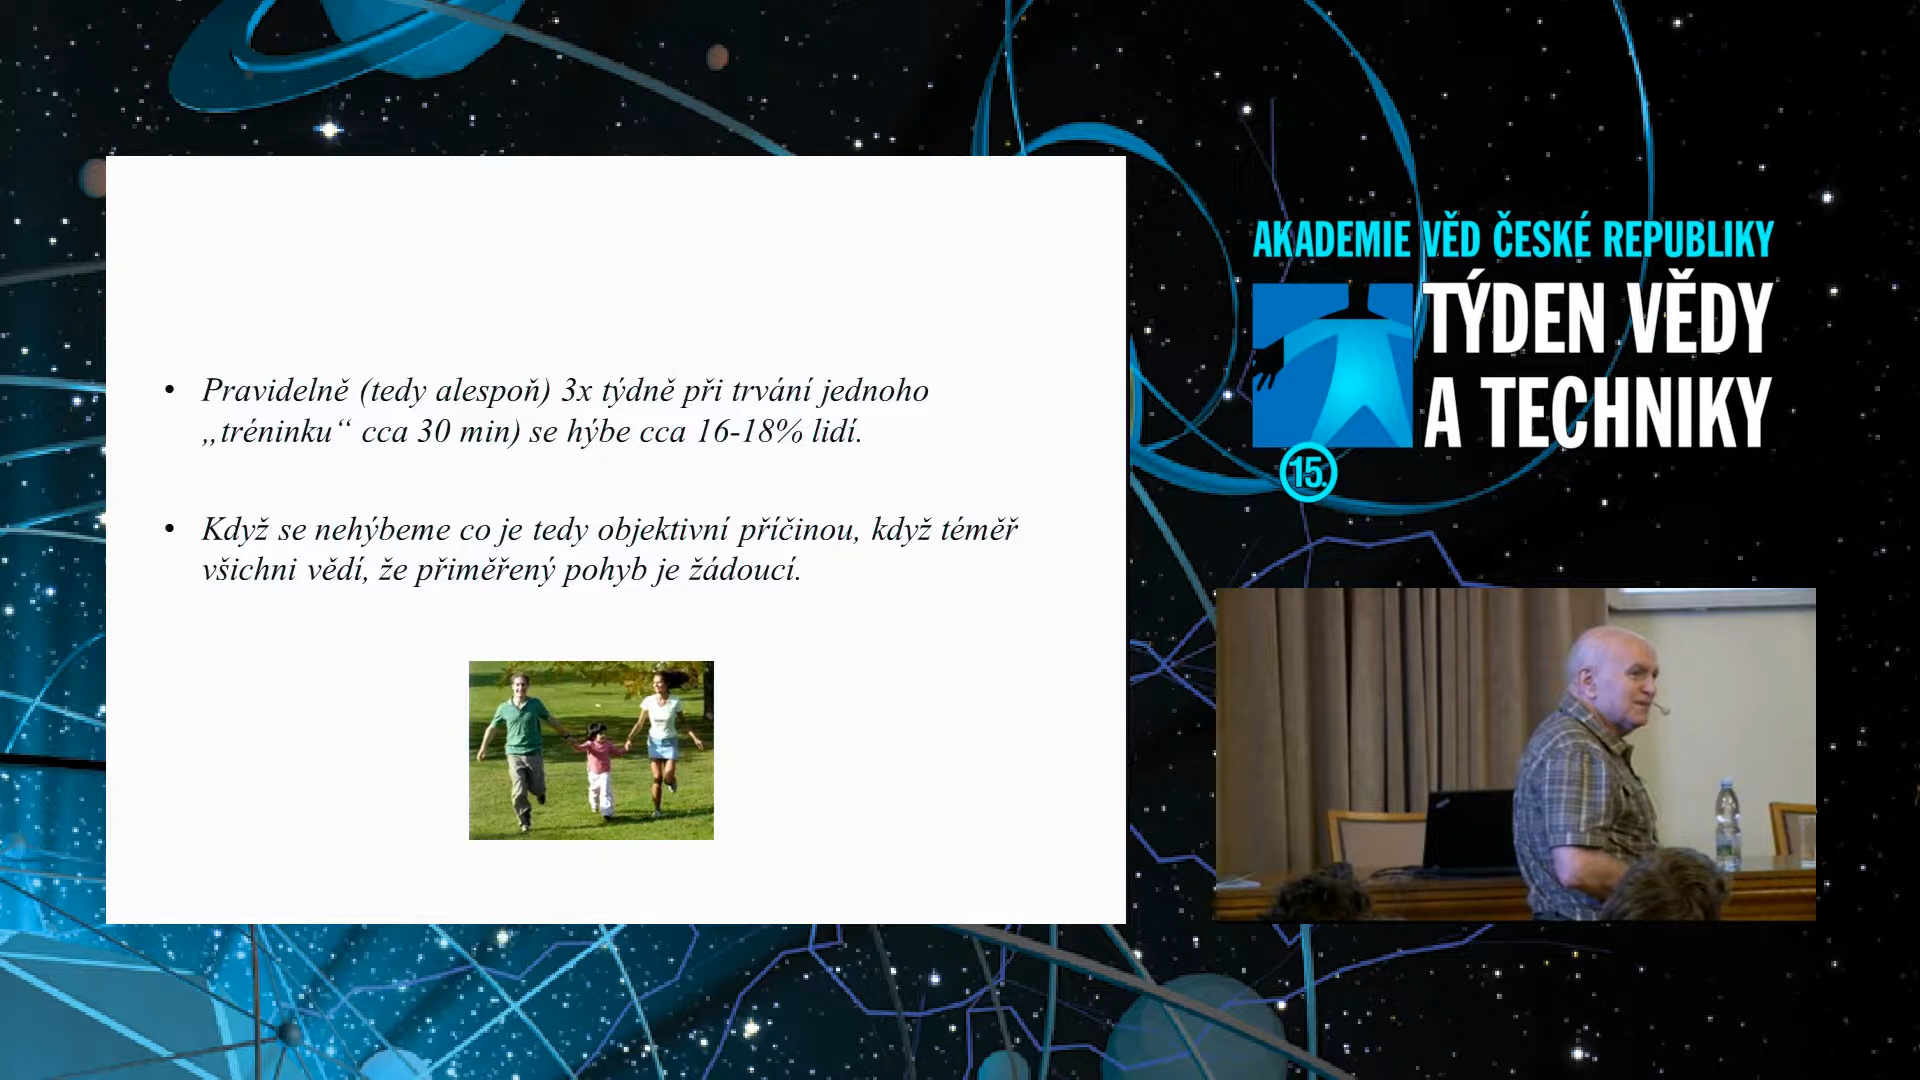 • Pravidelně (tedy alespoň) 3x týdně při trvání jednoho
„tréninku“ cca 30 min) se hýbe cca 16-18% lidí.
• Když se nehýbeme co je tedy objektivní příčinou, když téměř
všichni vědí, že přiměřený pohyb je žádoucí.
AKADEMIE VĚD ČESKÉ REPUBLIKY
TÝDEN VĚDY
A TECHNIKY
15.